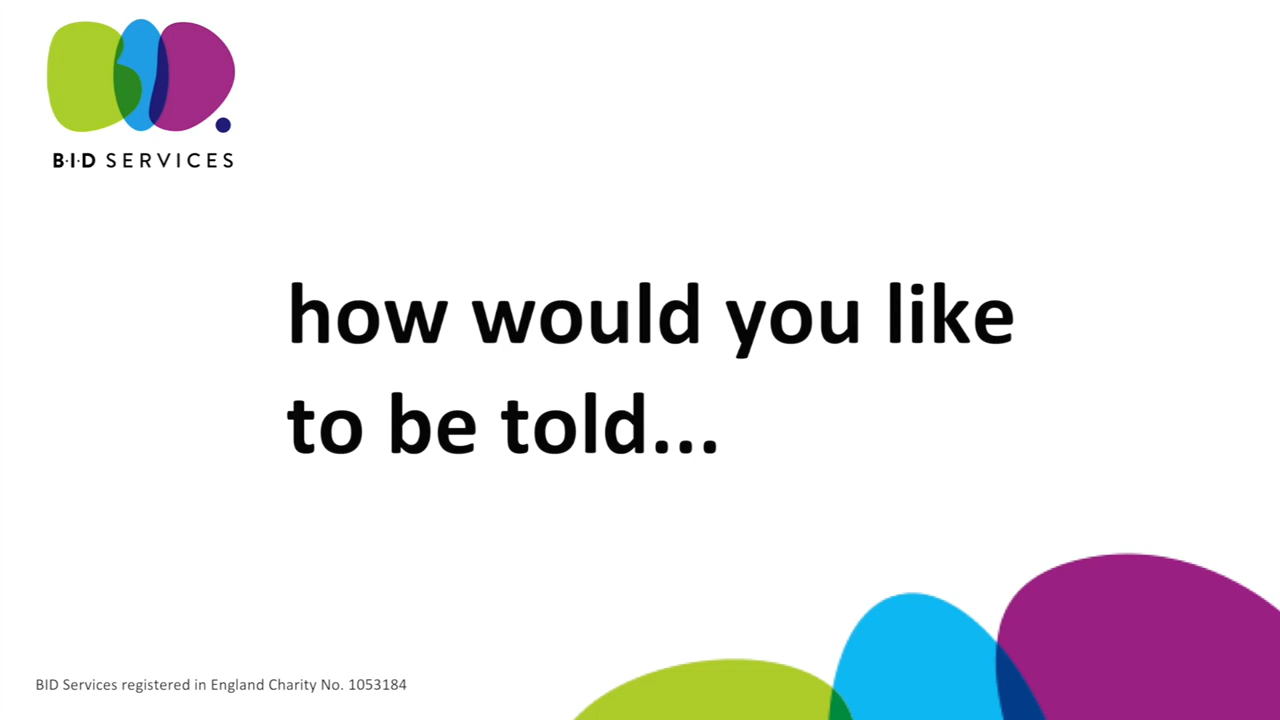 B·I·D SERVICES
how would you like
to be told...
BID Services registered in England Charity No. 1053184